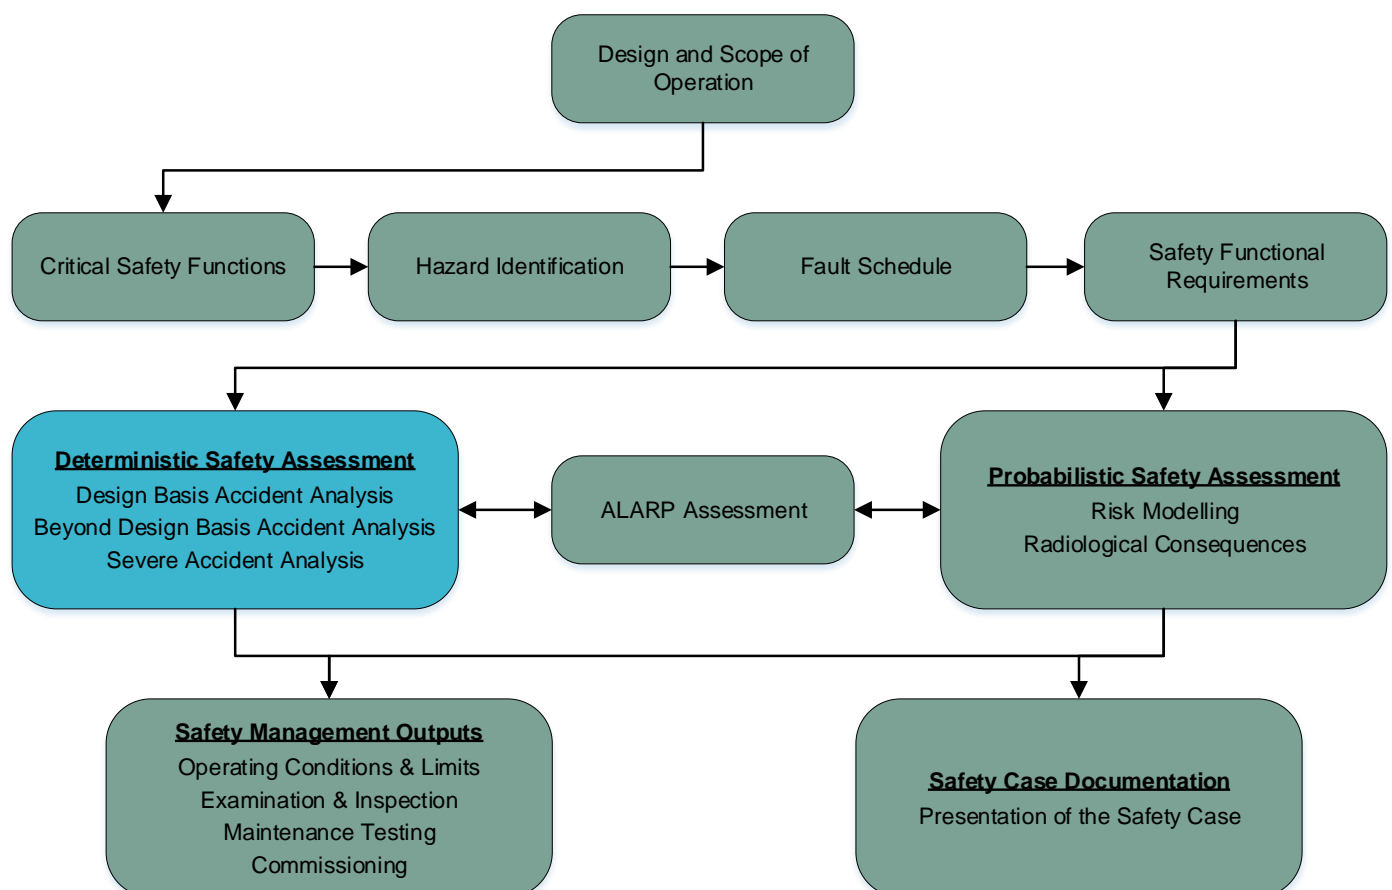 Design and Scope of
Operation
Critical Safety Functions
Hazard Identification
Fault Schedule
Safety Functional
Requirements
Deterministic Safety Assessment
Design Basis Accident Analysis
Beyond Design Basis Accident Analysis
Severe Accident Analysis
ALARP Assessment
Probabilistic Safety Assessment
Risk Modelling
Radiological Consequences
Safety Management Outputs
Operating Conditions & Limits
Examination & Inspection
Maintenance Testing
Commissioning
Safety Case Documentation
Presentation of the Safety Case